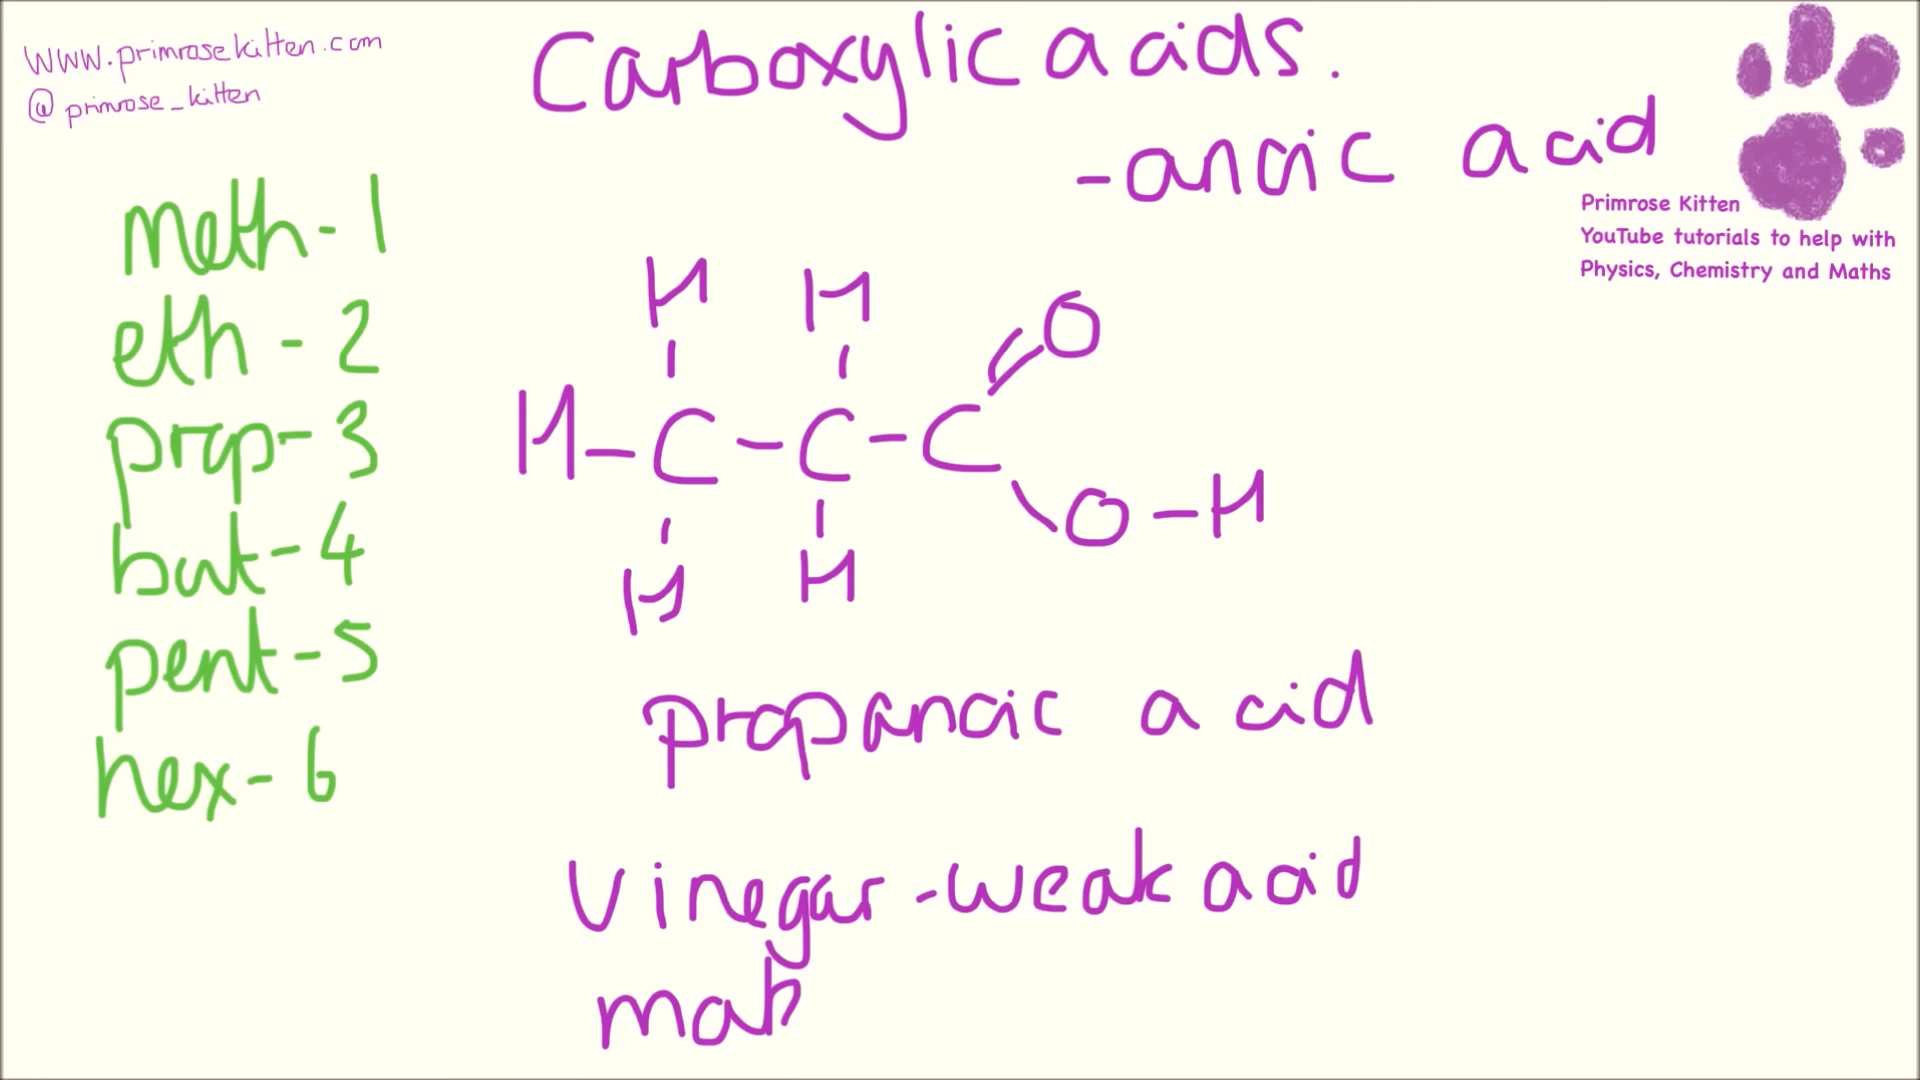 www.primrosekitten.com
@primrose_kitten
Carboxylic acids.
-anoic acid
Primrose Kitten
YouTube tutorials to help with
Physics, Chemistry and Maths
meth-1
eth-2
prop-3
but-4
pent-5
hex-6
H H O
H-C-C-C
O-H
H H
propanoic acid
Vinegar-weak acid